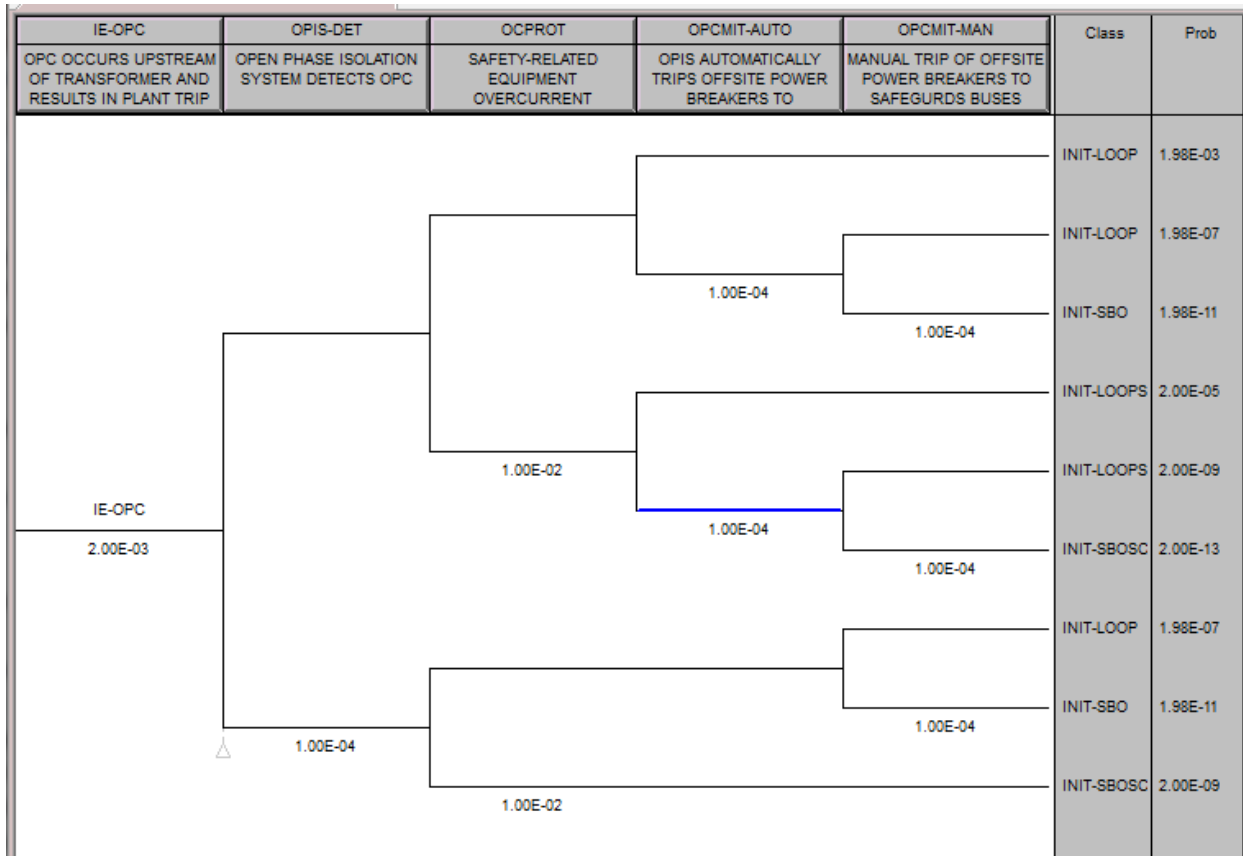 IE-OPC OPIS-DET OCPROT OPCMIT-AUTO OPCMIT-MAN Class Prob
OPC OCCURS UPSTREAM OF TRANSFORMER AND RESULTS IN PLANT TRIP
OPEN PHASE ISOLATION SYSTEM DETECTS OPC
SAFETY-RELATED EQUIPMENT OVERCURRENT
OPIS AUTOMATICALLY TRIPS OFFSITE POWER BREAKERS TO
MANUAL TRIP OF OFFSITE POWER BREAKERS TO SAFEGURDS BUSES
INIT-LOOP 1.98E-03
INIT-LOOP 1.98E-07
1.00E-04
INIT-SBO 1.98E-11
1.00E-04
INIT-LOOPS 2.00E-05
1.00E-02
INIT-LOOPS 2.00E-09
IE-OPC
1.00E-04
2.00E-03
INIT-SBOSC 2.00E-13
1.00E-04
INIT-LOOP 1.98E-07
INIT-SBO 1.98E-11
1.00E-04
1.00E-04
INIT-SBOSC 2.00E-09
1.00E-02